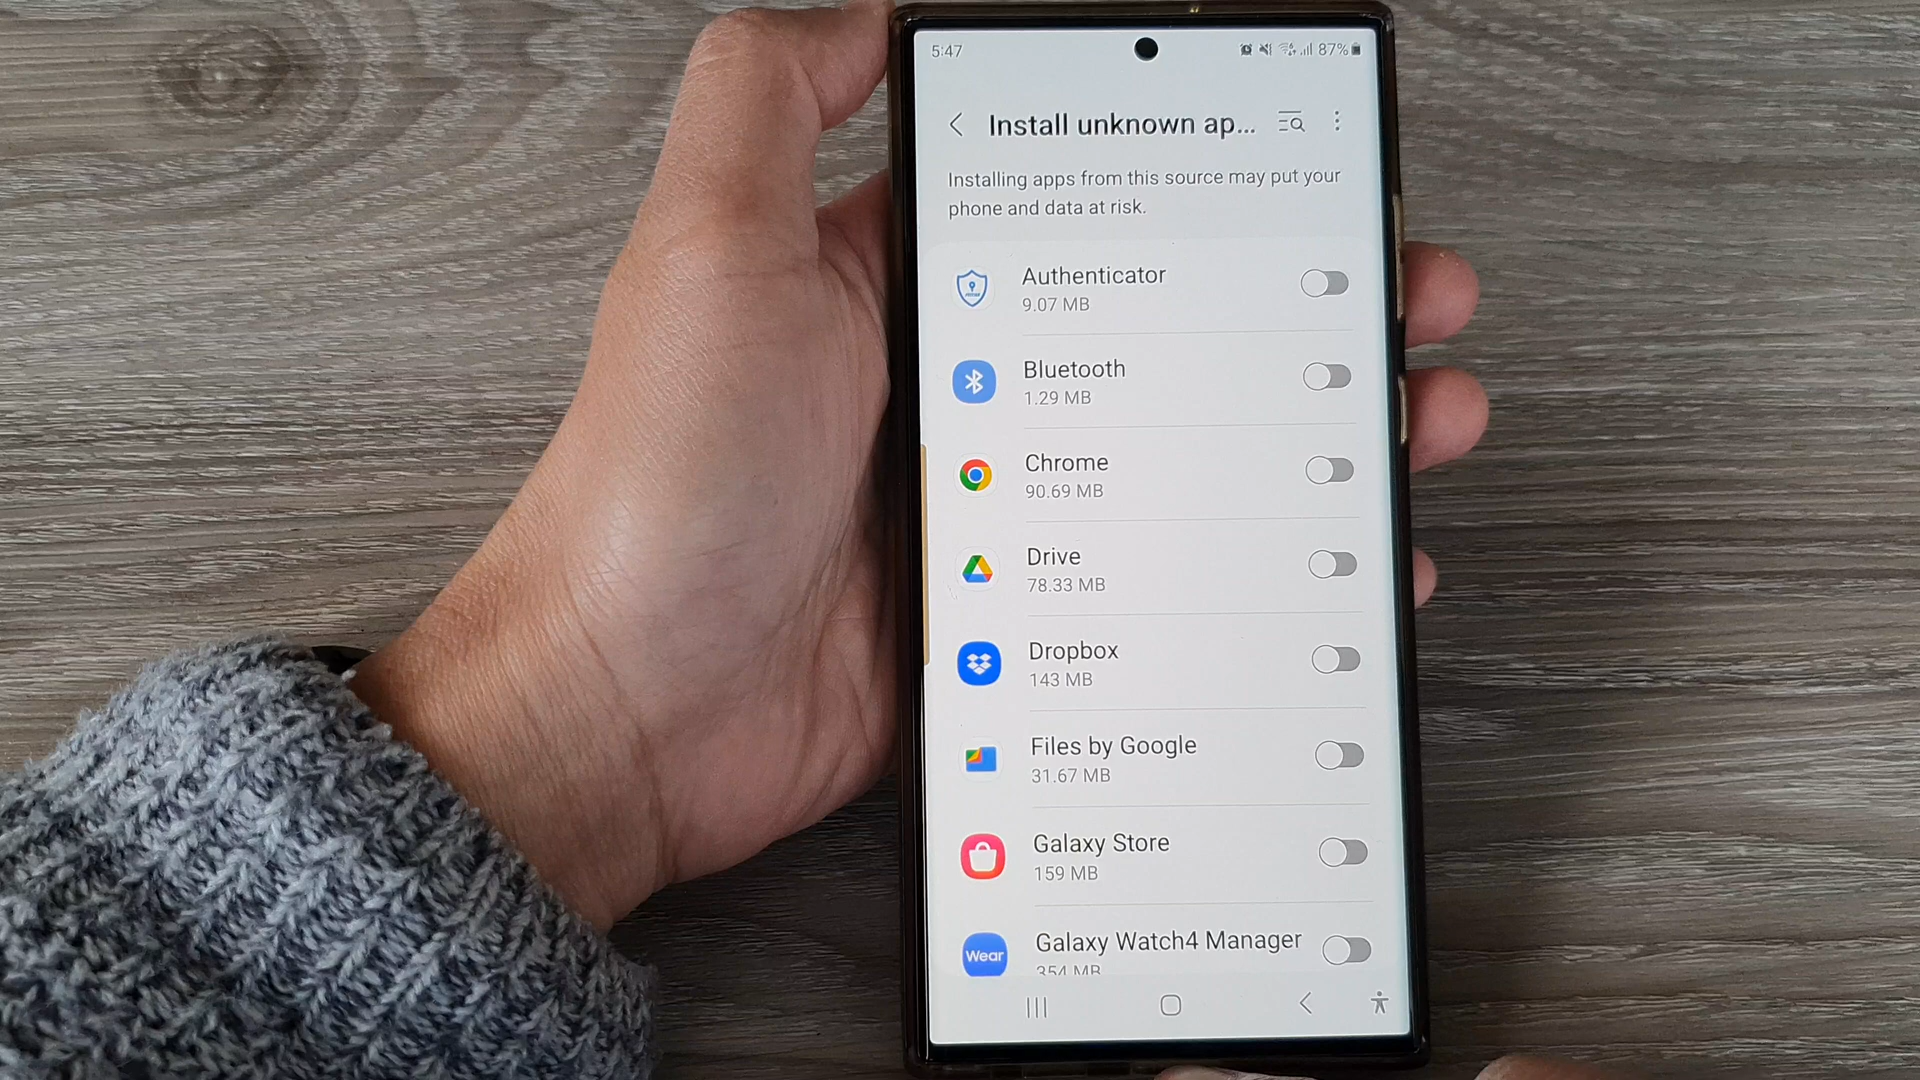 5:47
87%
Install unknown ap...
Installing apps from this source may put your
phone and data at risk.
Authenticator
9.07 MB
Bluetooth
1.29 MB
Chrome
90.69 MB
Drive
78.33 MB
Dropbox
143 MB
Files by Google
31.67 MB
Galaxy Store
159 MB
Wear
Galaxy Watch4 Manager
354 MB